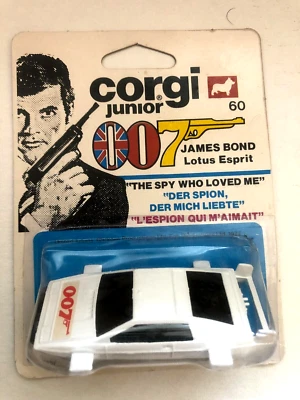 corgi
junior
60
007
JAMES BOND
Lotus Esprit
"THE SPY WHO LOVED ME"
"DER SPION,
DER MICH LIEBTE"
"L'ESPION QUI M'AIMAIT"
007